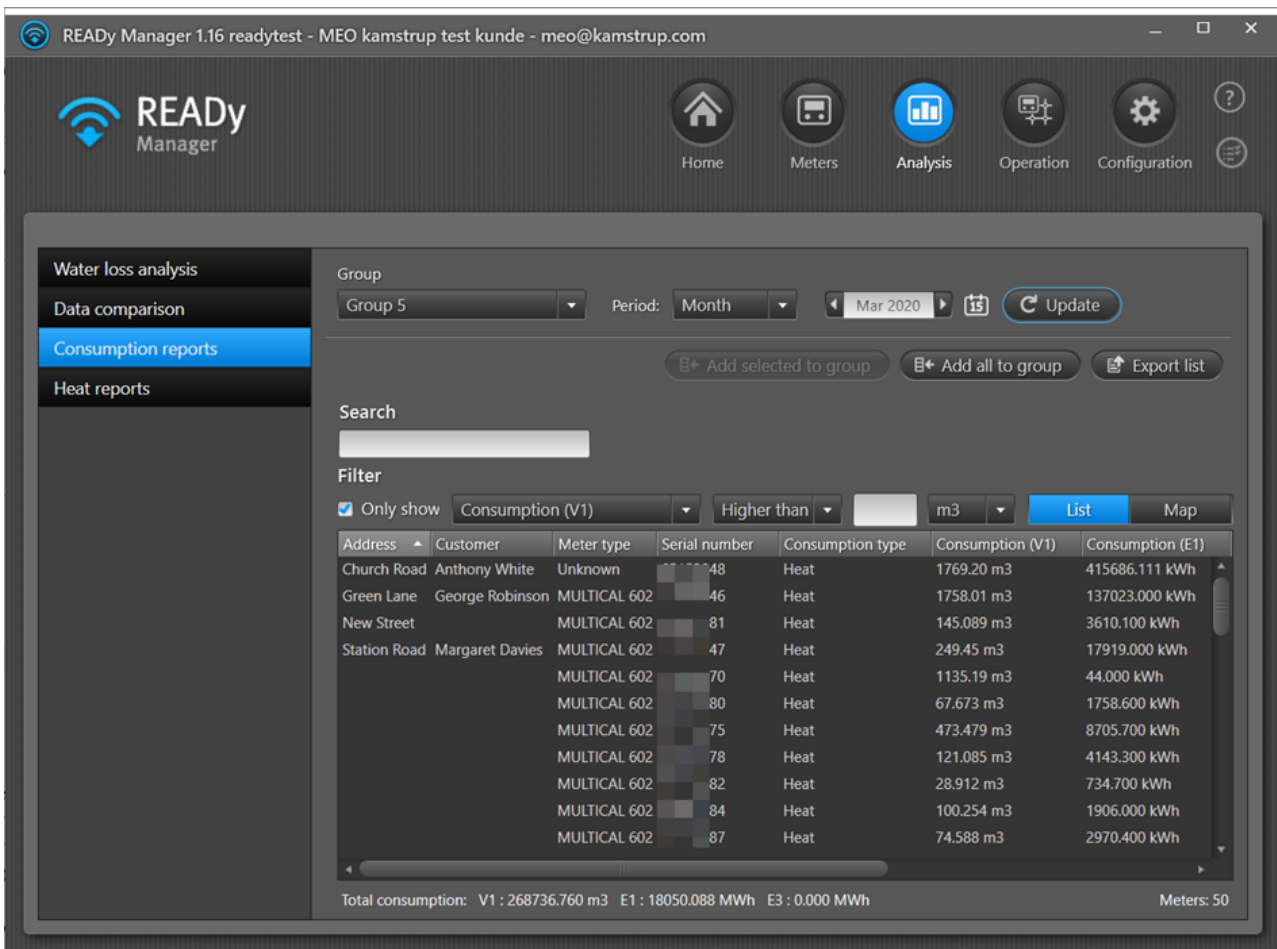 READy Manager 1.16 readytest - MEO kamstrup test kunde - meo@kamstrup.com
READy
Manager
Home Meters Analysis Operation Configuration
?
Water loss analysis
Data comparison
Consumption reports
Heat reports
Group
Group 5 Period: Month Mar 2020 15 Update
Add selected to group Add all to group Export list
Search
Filter
Only show Consumption (V1) Higher than m3 List Map
Address Customer Meter type Serial number Consumption type Consumption (V1) Consumption (E1)
Church Road Anthony White Unknown 48 Heat 1769.20 m3 415686.111 kWh
Green Lane George Robinson MULTICAL 602 46 Heat 1758.01 m3 137023.000 kWh
New Street MULTICAL 602 81 Heat 145.089 m3 3610.100 kWh
Station Road Margaret Davies MULTICAL 602 47 Heat 249.45 m3 17919.000 kWh
MULTICAL 602 70 Heat 1135.19 m3 44.000 kWh
MULTICAL 602 80 Heat 67.673 m3 1758.600 kWh
MULTICAL 602 75 Heat 473.479 m3 8705.700 kWh
MULTICAL 602 78 Heat 121.085 m3 4143.300 kWh
MULTICAL 602 82 Heat 28.912 m3 734.700 kWh
MULTICAL 602 84 Heat 100.254 m3 1906.000 kWh
MULTICAL 602 87 Heat 74.588 m3 2970.400 kWh
Total consumption: V1 : 268736.760 m3 E1 : 18050.088 MWh E3 : 0.000 MWh Meters: 50